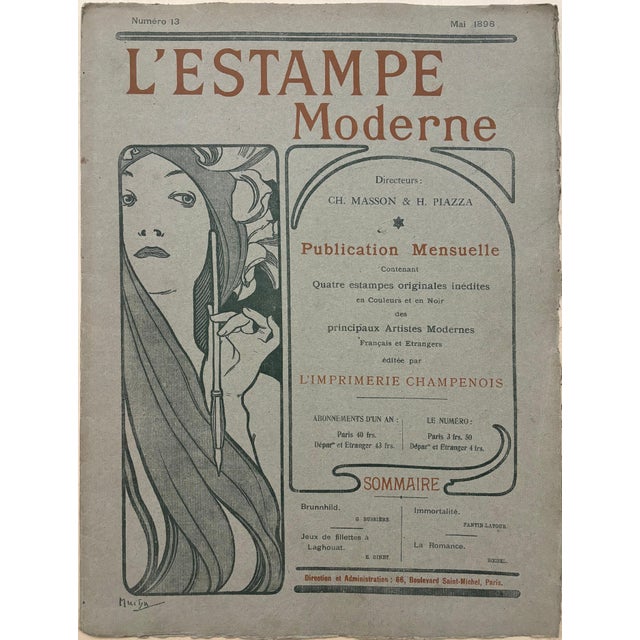 Numéro 13
Mai 1898
L'ESTAMPE
Moderne
Directeurs:
CH. MASSON & H. PIAZZA
Publication Mensuelle
Contenant
Quatre estampes originales inédites
en Couleurs et en Noir
des
principaux Artistes Modernes
Français et Etrangers
éditée par
L'IMPRIMERIE CHAMPENOIS
ABONNEMENTS D'UN AN:
Paris 40 frs.
Dépar^ts et Etranger 43 frs.
LE NUMÉRO:
Paris 3 frs. 50
Dépar^ts et Etranger 4 frs.
SOMMAIRE
Brunnhild.
G. BUSSIÈRE
Jeux de fillettes à
Laghouat.
E. DINET
Immortalité.
FANTIN-LATOUR.
La Romance.
Direction et Administration : 66, Boulevard Saint-Michel, Paris.
Mucha